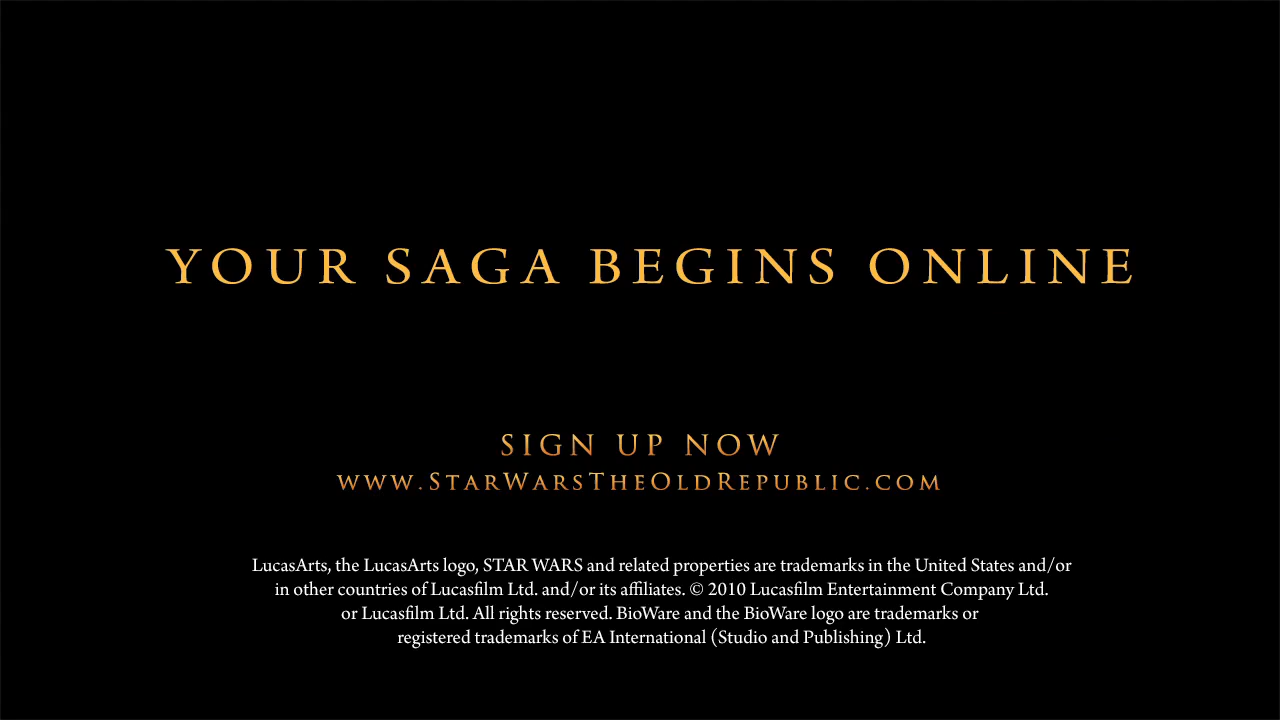 YOUR SAGA BEGINS ONLINE
SIGN UP NOW
WWW.STARWARSTHEOLDREPUBLIC.COM
LucasArts, the LucasArts logo, STAR WARS and related properties are trademarks in the United States and/or
in other countries of Lucasfilm Ltd. and/or its affiliates. © 2010 Lucasfilm Entertainment Company Ltd.
or Lucasfilm Ltd. All rights reserved. BioWare and the BioWare logo are trademarks or
registered trademarks of EA International (Studio and Publishing) Ltd.